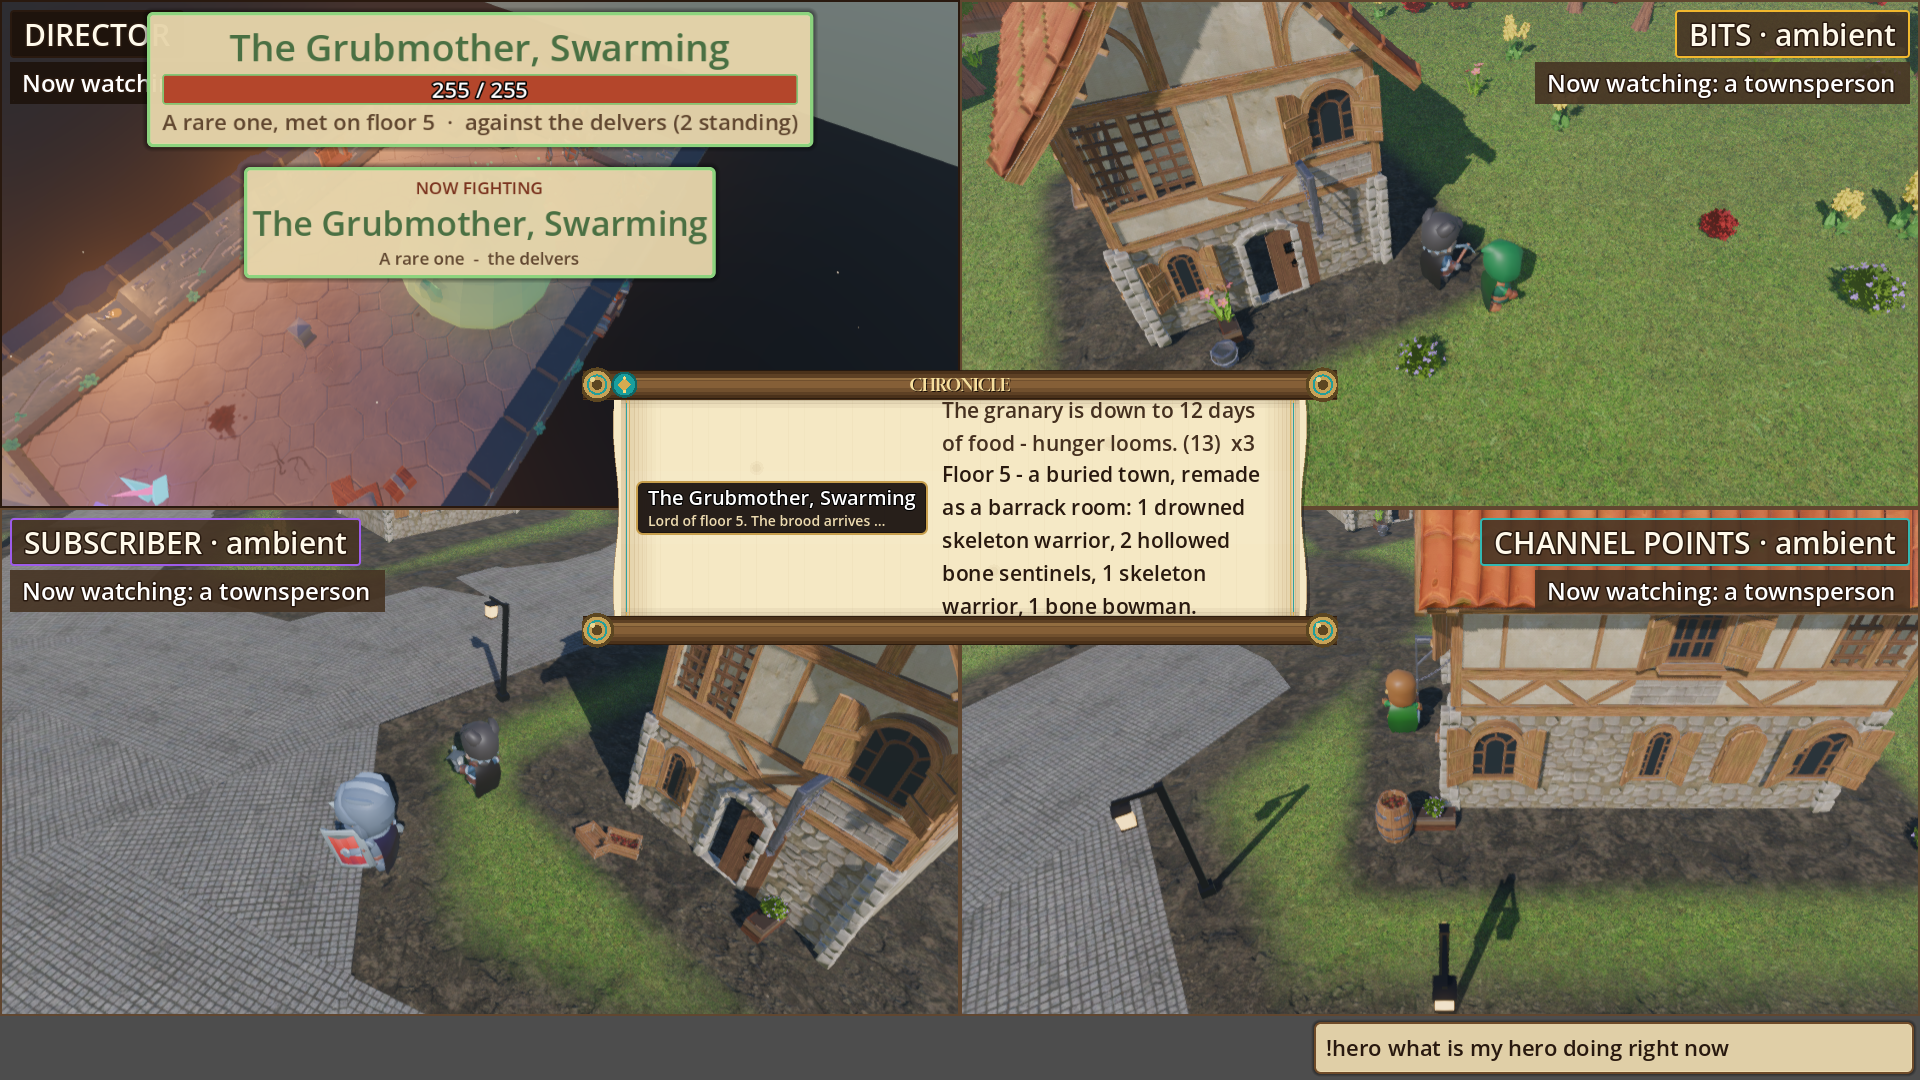 DIRECTOR
Now watchi
The Grubmother, Swarming
255 / 255
A rare one, met on floor 5 · against the delvers (2 standing)
NOW FIGHTING
The Grubmother, Swarming
A rare one - the delvers
BITS · ambient
Now watching: a townsperson
CHRONICLE
The Grubmother, Swarming
Lord of floor 5. The brood arrives ...
The granary is down to 12 days
of food - hunger looms. (13) x3
Floor 5 - a buried town, remade
as a barrack room: 1 drowned
skeleton warrior, 2 hollowed
bone sentinels, 1 skeleton
warrior, 1 bone bowman.
SUBSCRIBER · ambient
Now watching: a townsperson
CHANNEL POINTS · ambient
Now watching: a townsperson
!hero what is my hero doing right now